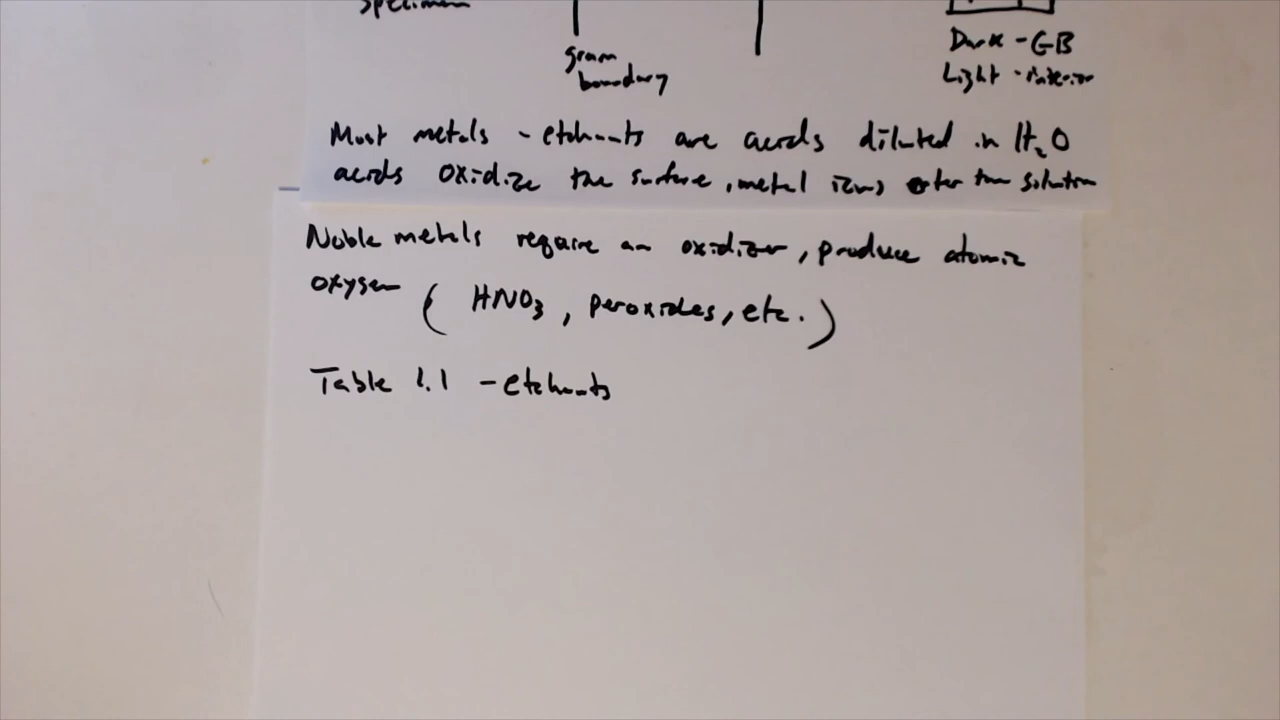 Specimen
grain
boundary
Dark - GB
Light - interior
Most metals - etchants are acids diluted in H₂O
acids oxidize the surface, metal ions enter the solution
Noble metals require an oxidizer, produce atomic
oxygen ( HNO₃, peroxides, etc. )
Table 1.1 - etchants